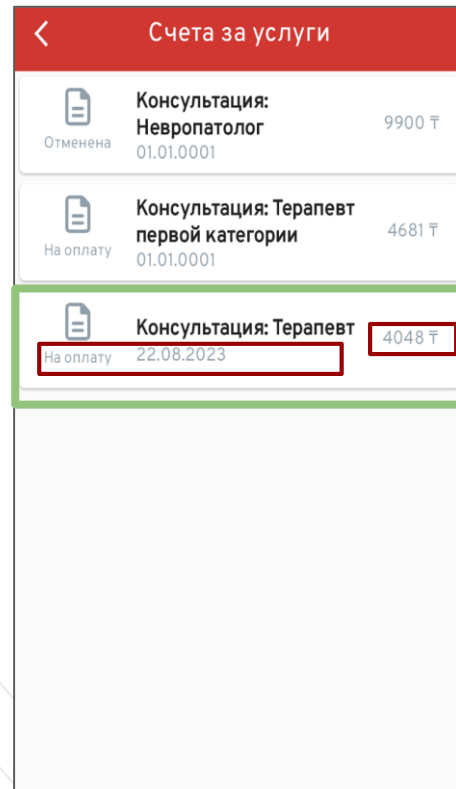 Счета за услуги
Консультация:
Невропатолог
9900 ₸
Отменена
01.01.0001
Консультация: Терапевт
первой категории
4681 ₸
На оплату
01.01.0001
Консультация: Терапевт
4048 ₸
На оплату
22.08.2023